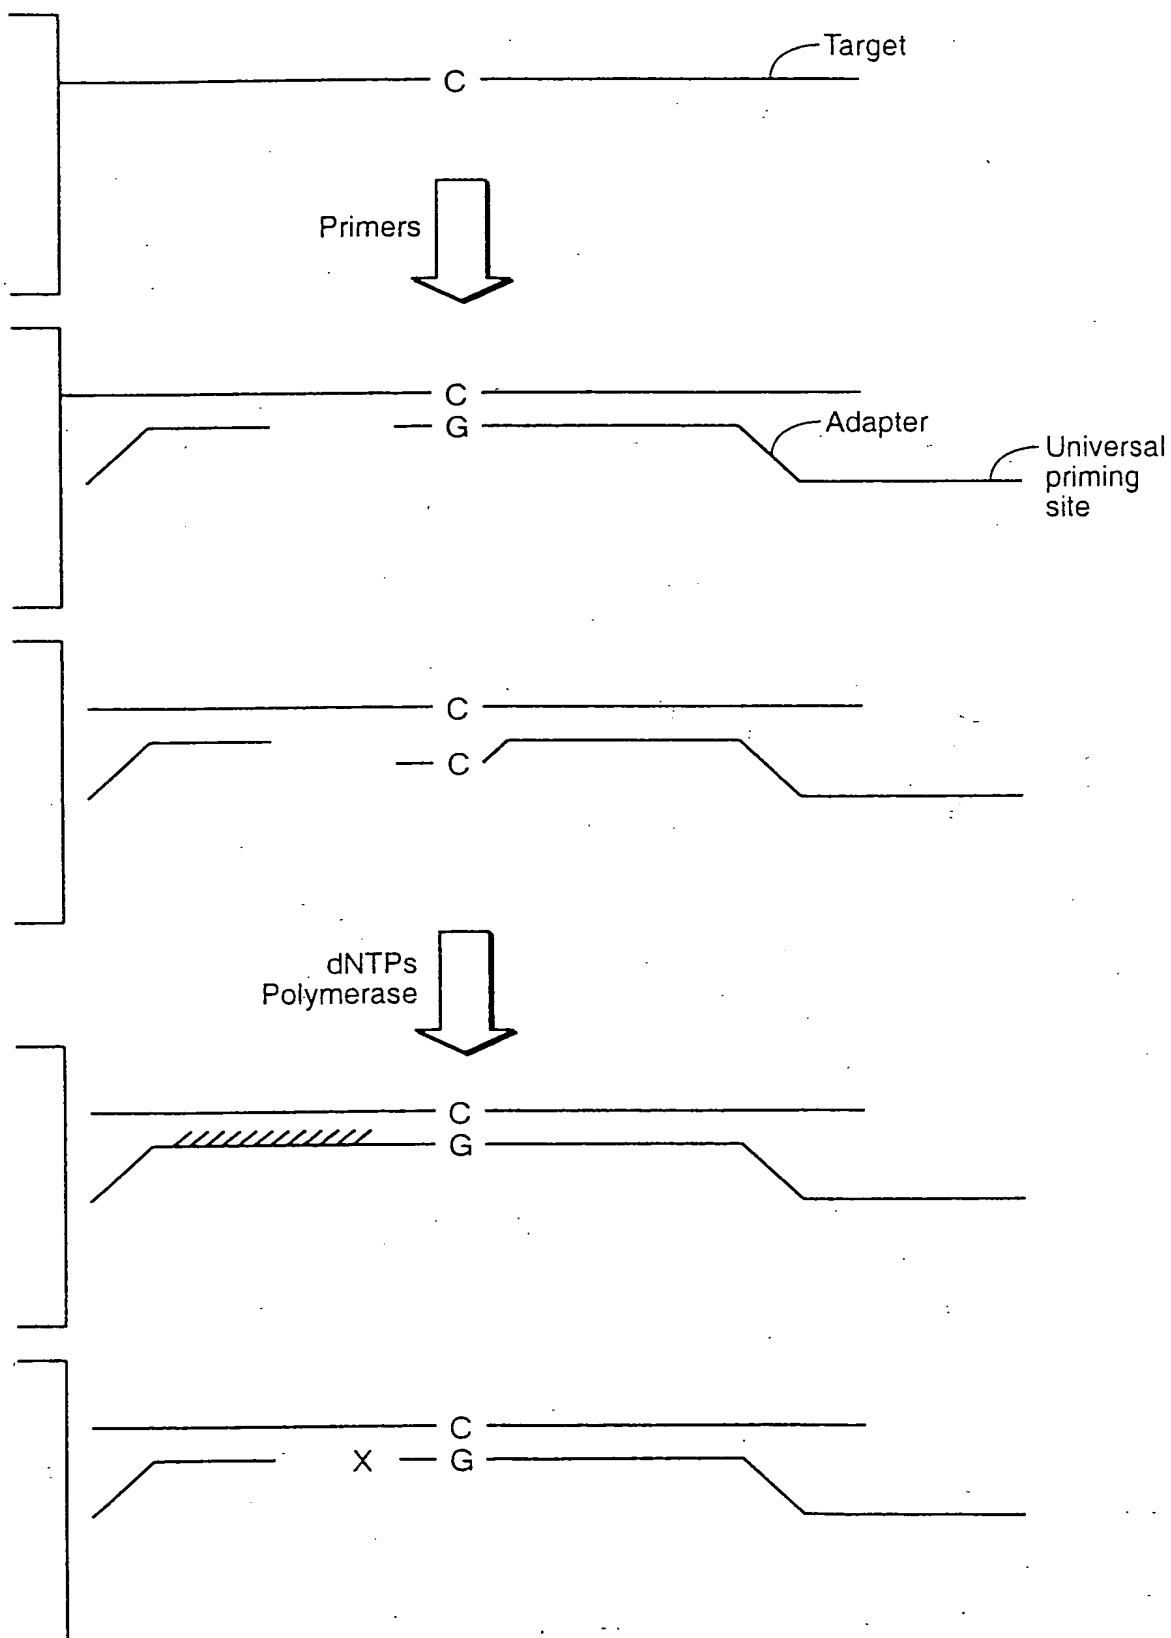 Target
C
Primers
C
G
Adapter
Universal
priming
site
C
C
dNTPs
Polymerase
C
G
C
X
G